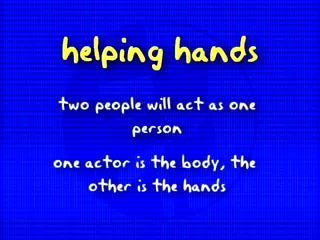 helping hands
two people will act as one
person
one actor is the body, the
other is the hands